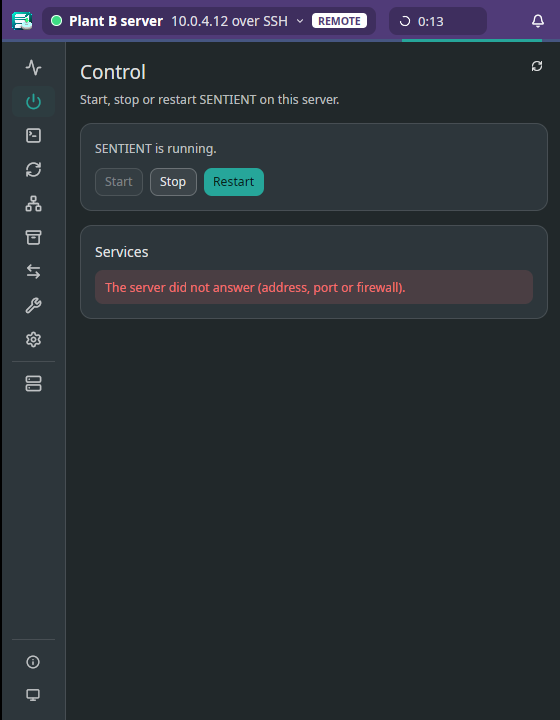 Plant B server 10.0.4.12 over SSH REMOTE 0:13
Control
Start, stop or restart SENTIENT on this server.
SENTIENT is running.
Start Stop Restart
Services
The server did not answer (address, port or firewall).